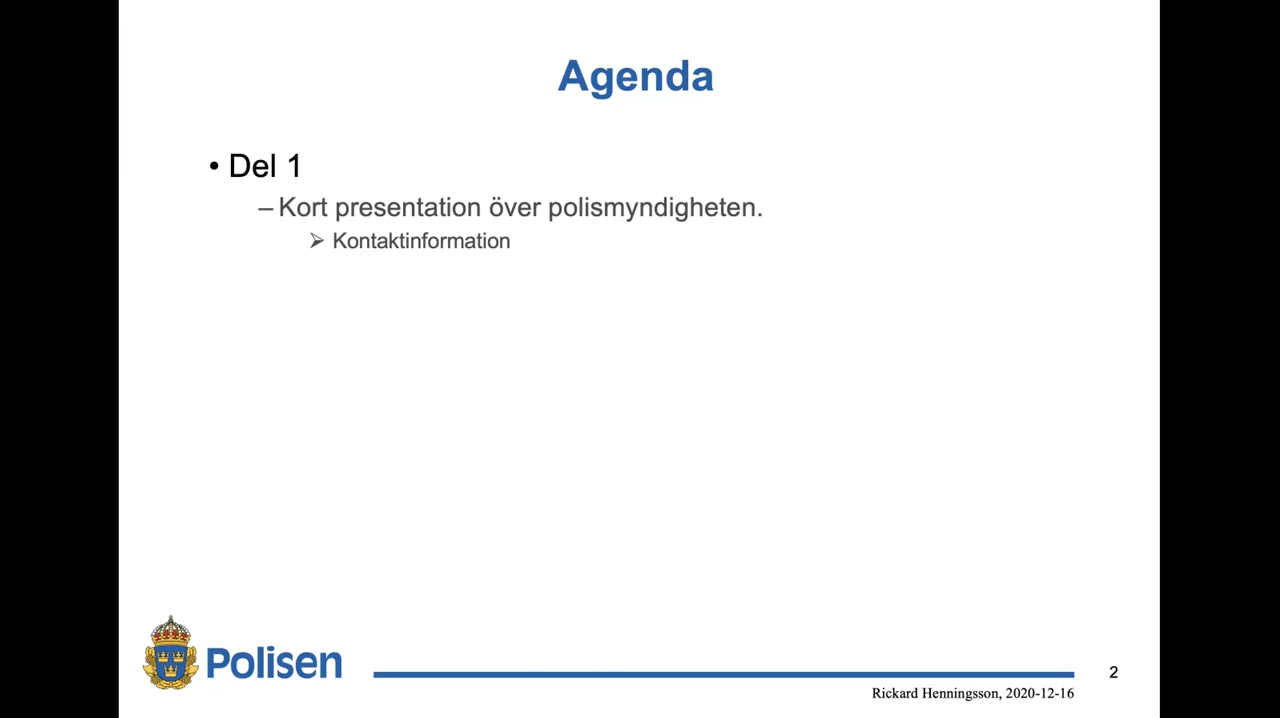 Agenda
• Del 1
– Kort presentation över polismyndigheten.
➢ Kontaktinformation
Polisen
2
Rickard Henningsson, 2020-12-16